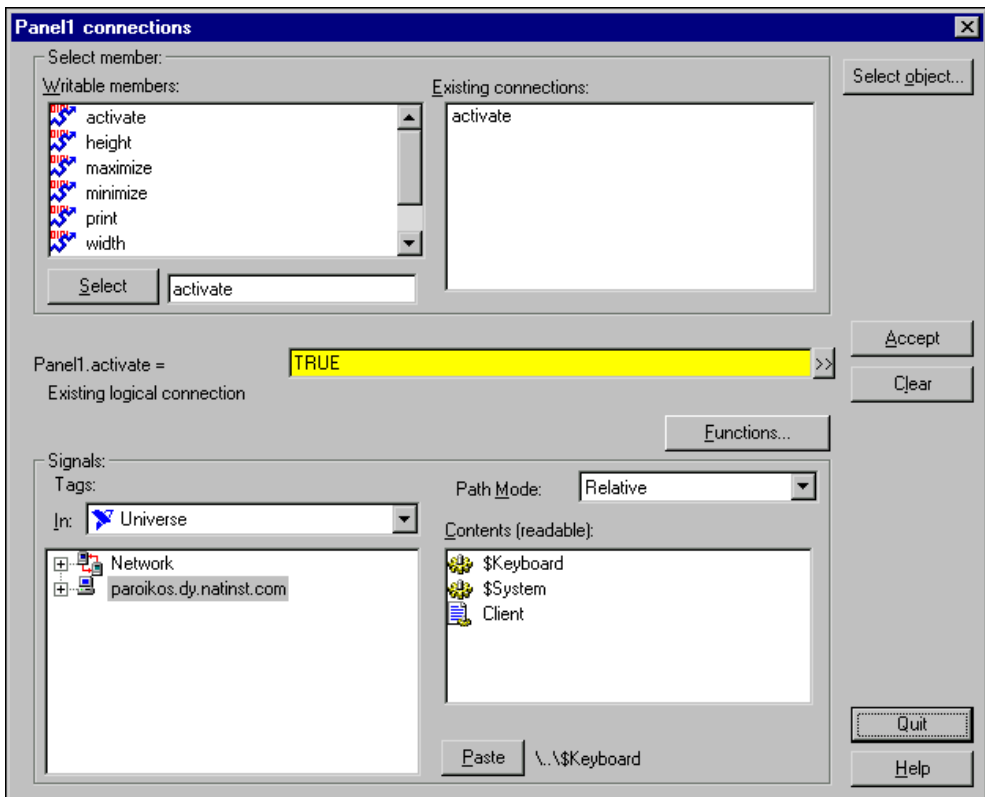 Panel1 connections
Select member:
Writable members:
activate
height
maximize
minimize
print
width
Select
activate
Existing connections:
activate
Select object...
Panel1.activate =
TRUE
>>
Existing logical connection
Accept
Clear
Functions...
Signals:
Tags:
In:
Universe
Network
paroikos.dy.natinst.com
Path Mode:
Relative
Contents (readable):
$Keyboard
$System
Client
Paste
\..\$Keyboard
Quit
Help